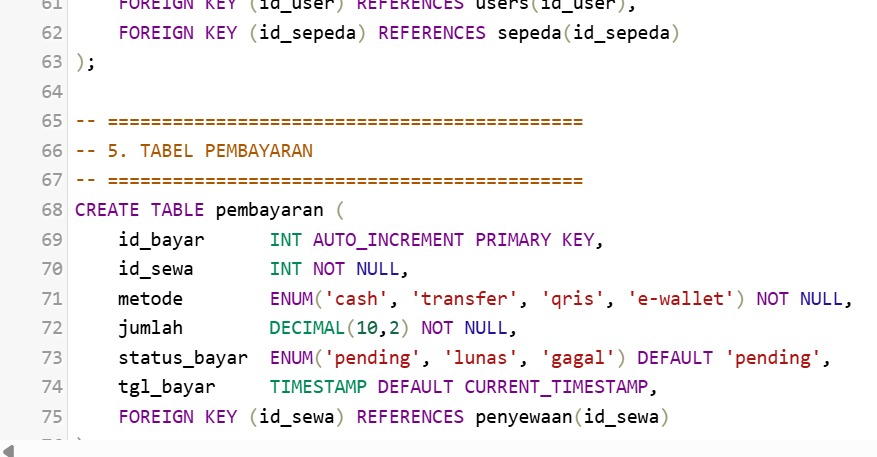 61     FOREIGN KEY (id_user) REFERENCES users(id_user),
62     FOREIGN KEY (id_sepeda) REFERENCES sepeda(id_sepeda)
63 );
64
65 -- ============================================
66 -- 5. TABEL PEMBAYARAN
67 -- ============================================
68 CREATE TABLE pembayaran (
69     id_bayar      INT AUTO_INCREMENT PRIMARY KEY,
70     id_sewa       INT NOT NULL,
71     metode        ENUM('cash', 'transfer', 'qris', 'e-wallet') NOT NULL,
72     jumlah        DECIMAL(10,2) NOT NULL,
73     status_bayar  ENUM('pending', 'lunas', 'gagal') DEFAULT 'pending',
74     tgl_bayar     TIMESTAMP DEFAULT CURRENT_TIMESTAMP,
75     FOREIGN KEY (id_sewa) REFERENCES penyewaan(id_sewa)